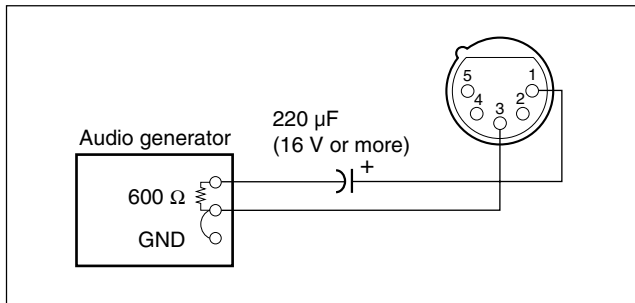 5 1
4 2
3
220 µF
(16 V or more)
+
Audio generator
600 Ω
GND